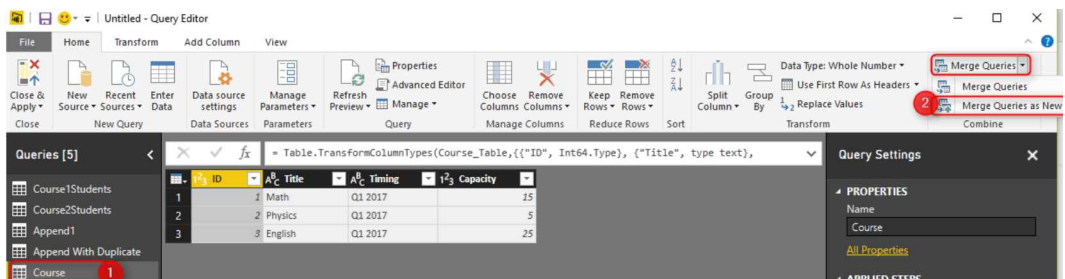 Untitled - Query Editor
File Home Transform Add Column View
Close & Apply
New Source
Recent Sources
Enter Data
Data source settings
Manage Parameters
Refresh Preview
Properties
Advanced Editor
Manage
Choose Columns
Remove Columns
Keep Rows
Remove Rows
Split Column
Group By
Data Type: Whole Number
Use First Row As Headers
Replace Values
Merge Queries
Merge Queries
2 Merge Queries as New
Close New Query Data Sources Parameters Query Manage Columns Reduce Rows Sort Transform Combine
Queries [5]
fx = Table.TransformColumnTypes(Course_Table,{{"ID", Int64.Type}, {"Title", type text},
Query Settings
Course1Students
Course2Students
Append1
Append With Duplicate
Course 1
ID Title Timing Capacity
1 1 Math Q1 2017 15
2 2 Physics Q1 2017 5
3 3 English Q1 2017 25
PROPERTIES
Name
Course
All Properties
APPLIED STEPS